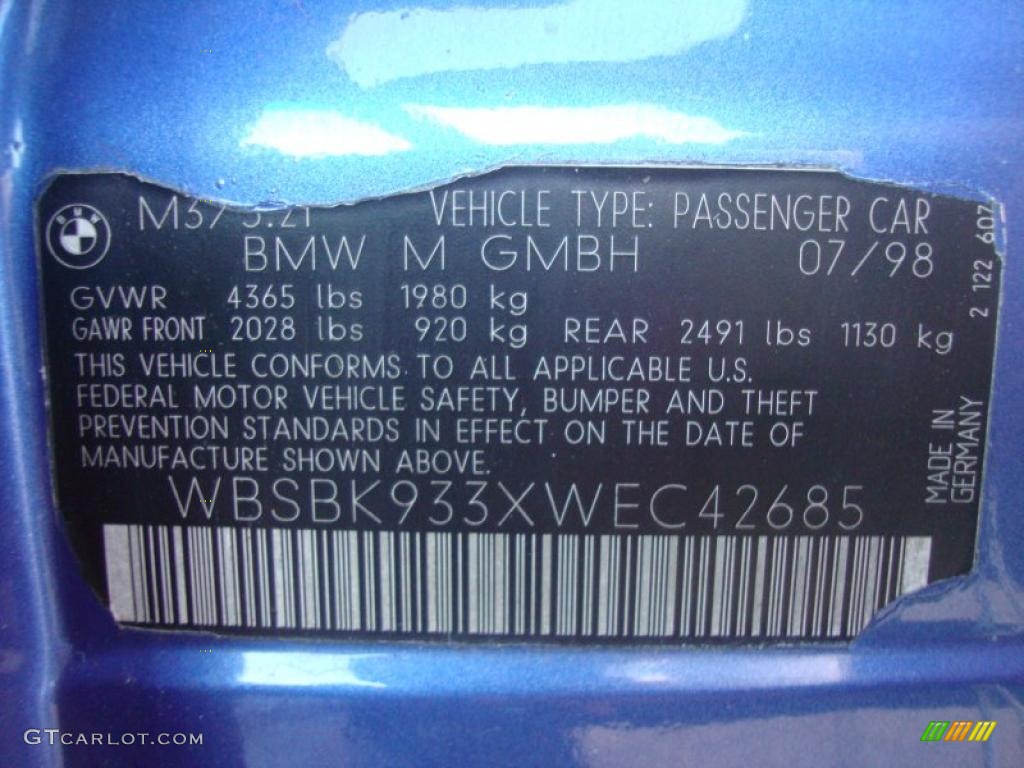 VEHICLE TYPE: PASSENGER CAR
BMW
BMW M GMBH 07/98
GVWR 4365 lbs 1980 kg
GAWR FRONT 2028 lbs 920 kg REAR 2491 lbs 1130 kg
THIS VEHICLE CONFORMS TO ALL APPLICABLE U.S.
FEDERAL MOTOR VEHICLE SAFETY, BUMPER AND THEFT
PREVENTION STANDARDS IN EFFECT ON THE DATE OF
MANUFACTURE SHOWN ABOVE.
WBSBK933XWEC42685
2 122 607
MADE IN
GERMANY
GTCARLOT.COM